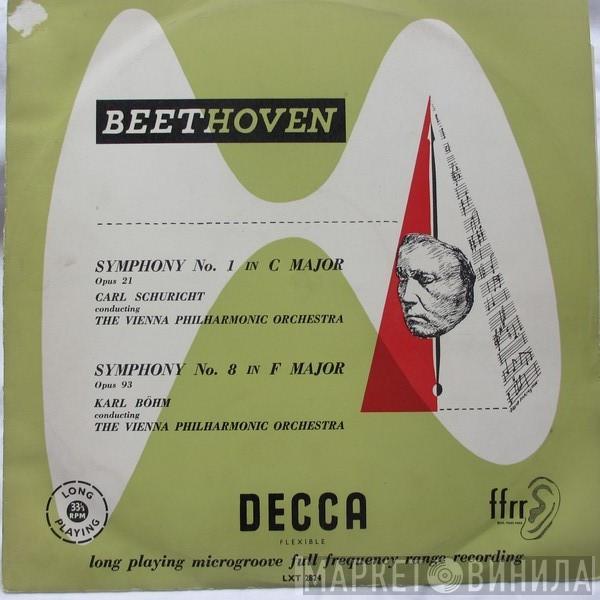 BEETHOVEN
SYMPHONY No. 1 IN C MAJOR
Opus 21
CARL SCHURICHT
conducting
THE VIENNA PHILHARMONIC ORCHESTRA
SYMPHONY No. 8 IN F MAJOR
Opus 93
KARL BÖHM
conducting
THE VIENNA PHILHARMONIC ORCHESTRA
LONG
33⅓
RPM
PLAYING
DECCA
FLEXIBLE
ffrr
long playing microgroove full frequency range recording
LXT 2824
МАРКЕТ ВИНИЛА